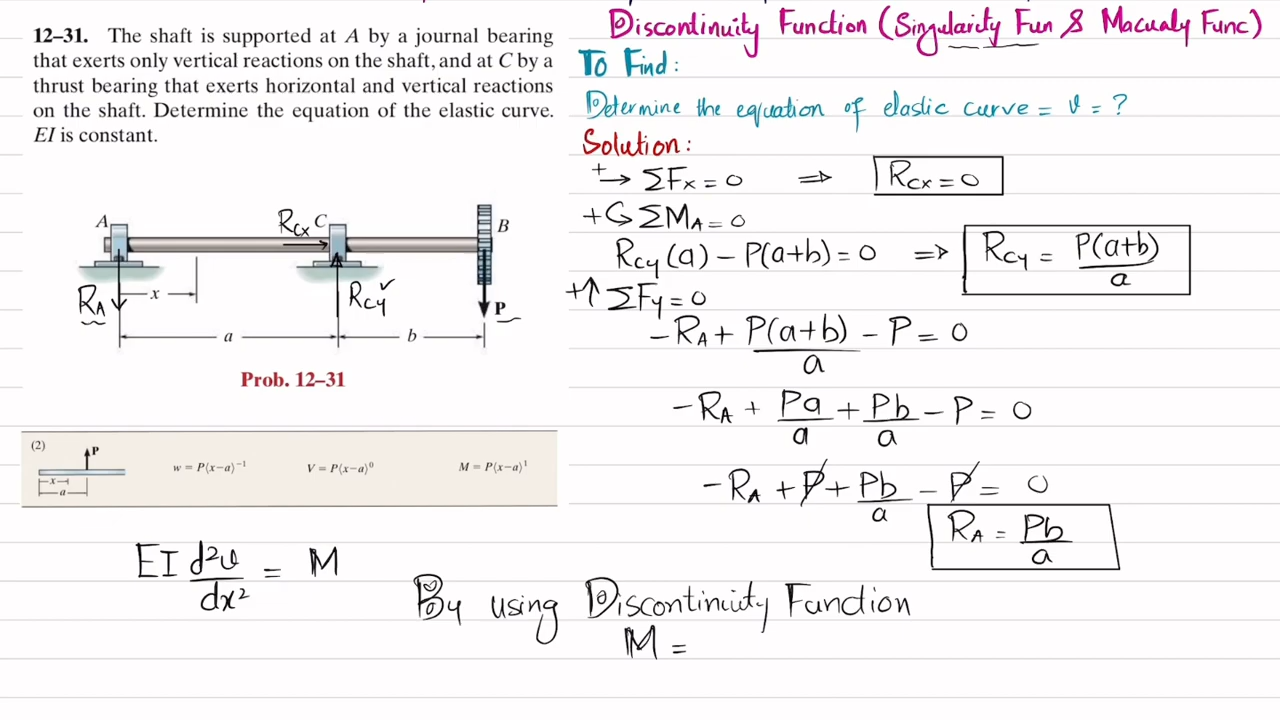 12–31. The shaft is supported at A by a journal bearing
that exerts only vertical reactions on the shaft, and at C by a
thrust bearing that exerts horizontal and vertical reactions
on the shaft. Determine the equation of the elastic curve.
EI is constant.
A
R_Cx C
B
R_A
x
R_Cy
P
a
b
Prob. 12–31
(2)
P
x
a
w = P⟨x−a⟩⁻¹
V = P⟨x−a⟩⁰
M = P⟨x−a⟩¹
EI d²υ/dx² = M
Discontinuity Function (Singularity Fun & Macualy Func)
To Find:
Determine the equation of elastic curve = υ = ?
Solution:
+→ ΣFx = 0 ⇒ R_Cx = 0
+↺ ΣM_A = 0
R_Cy (a) − P(a+b) = 0 ⇒ R_Cy = P(a+b)/a
+↑ ΣFy = 0
−R_A + P(a+b)/a − P = 0
−R_A + Pa/a + Pb/a − P = 0
−R_A + P + Pb/a − P = 0
R_A = Pb/a
By using Discontinuity Function
M =